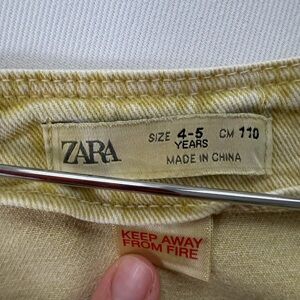 ZARA
SIZE 4-5 CM 110
YEARS
MADE IN CHINA
KEEP AWAY
FROM FIRE